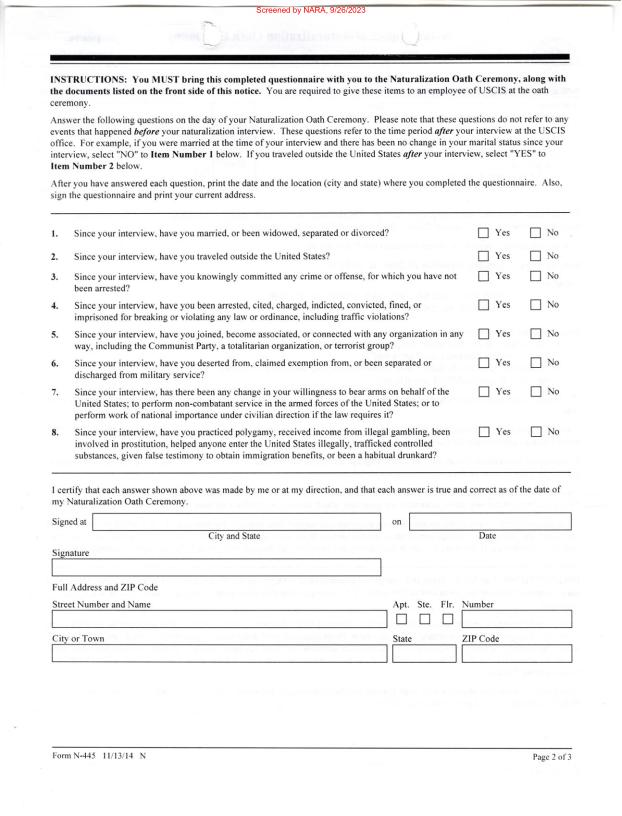 Screened by NARA, 9/26/2023
INSTRUCTIONS: You MUST bring this completed questionnaire with you to the Naturalization Oath Ceremony, along with
the documents listed on the front side of this notice. You are required to give these items to an employee of USCIS at the oath
ceremony.
Answer the following questions on the day of your Naturalization Oath Ceremony. Please note that these questions do not refer to any
events that happened before your naturalization interview. These questions refer to the time period after your interview at the USCIS
office. For example, if you were married at the time of your interview and there has been no change in your marital status since your
interview, select "NO" to Item Number 1 below. If you traveled outside the United States after your interview, select "YES" to
Item Number 2 below.
After you have answered each question, print the date and the location (city and state) where you completed the questionnaire. Also,
sign the questionnaire and print your current address.
1. Since your interview, have you married, or been widowed, separated or divorced? Yes No
2. Since your interview, have you traveled outside the United States? Yes No
3. Since your interview, have you knowingly committed any crime or offense, for which you have not Yes No
been arrested?
4. Since your interview, have you been arrested, cited, charged, indicted, convicted, fined, or Yes No
imprisoned for breaking or violating any law or ordinance, including traffic violations?
5. Since your interview, have you joined, become associated, or connected with any organization in any Yes No
way, including the Communist Party, a totalitarian organization, or terrorist group?
6. Since your interview, have you deserted from, claimed exemption from, or been separated or Yes No
discharged from military service?
7. Since your interview, has there been any change in your willingness to bear arms on behalf of the Yes No
United States; to perform non-combatant service in the armed forces of the United States; or to
perform work of national importance under civilian direction if the law requires it?
8. Since your interview, have you practiced polygamy, received income from illegal gambling, been Yes No
involved in prostitution, helped anyone enter the United States illegally, trafficked controlled
substances, given false testimony to obtain immigration benefits, or been a habitual drunkard?
I certify that each answer shown above was made by me or at my direction, and that each answer is true and correct as of the date of
my Naturalization Oath Ceremony.
Signed at on
City and State Date
Signature
Full Address and ZIP Code
Street Number and Name Apt. Ste. Flr. Number
City or Town State ZIP Code
Form N-445 11/13/14 N Page 2 of 3